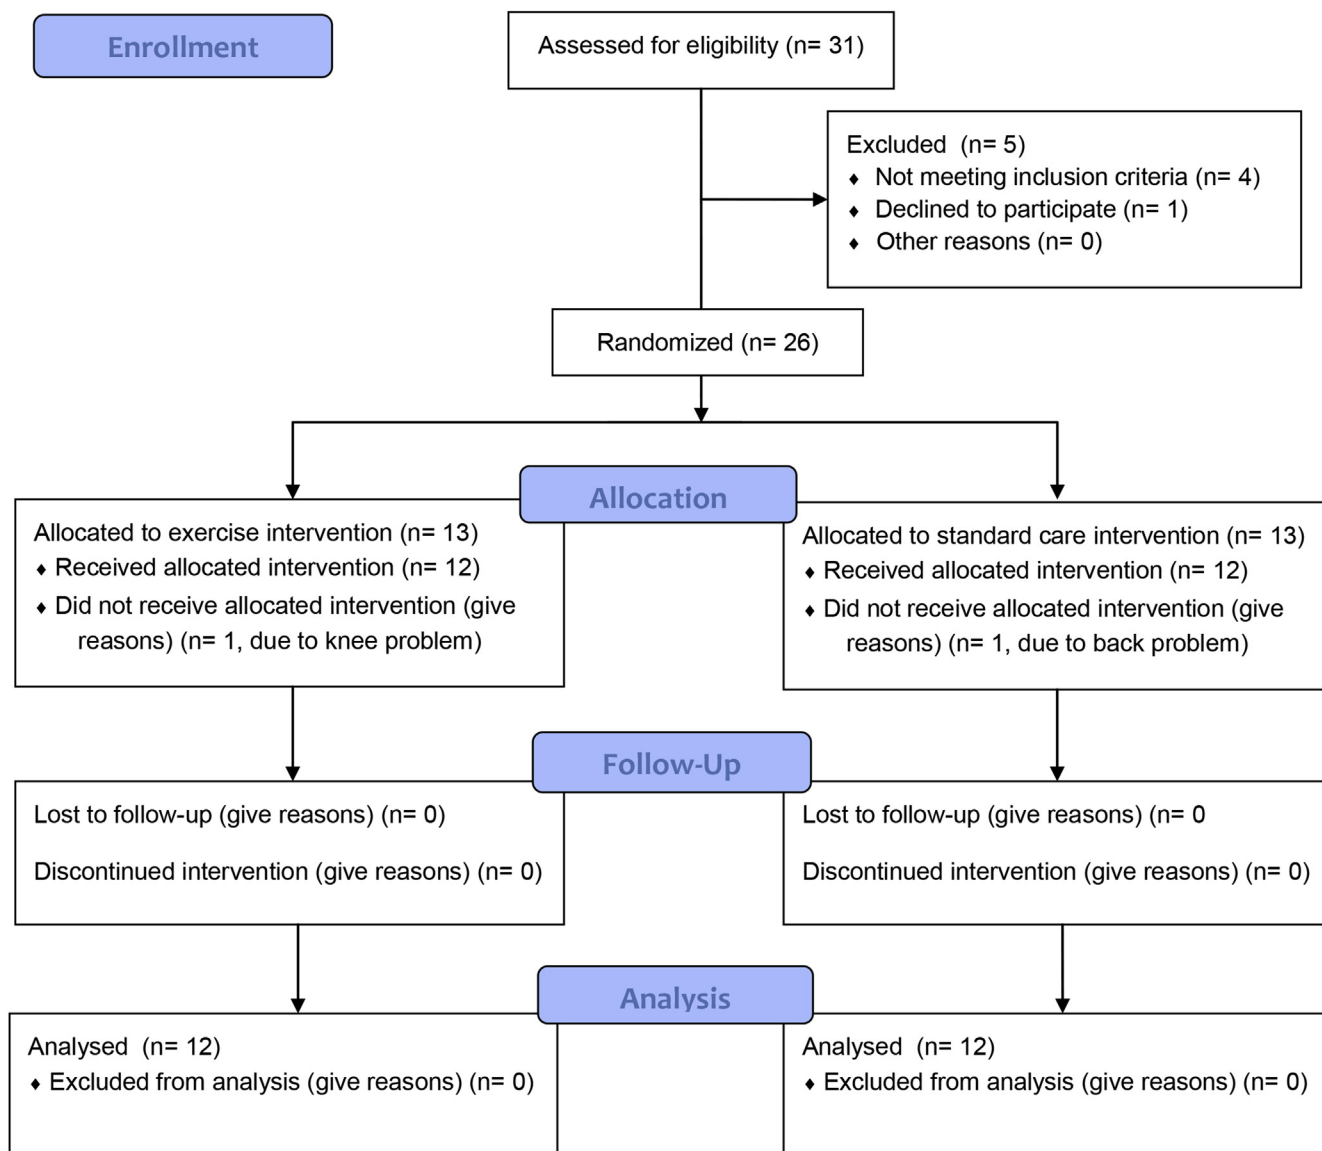 Enrollment
Assessed for eligibility (n= 31)
Excluded  (n= 5)
♦ Not meeting inclusion criteria (n= 4)
♦ Declined to participate (n= 1)
♦ Other reasons (n= 0)
Randomized (n= 26)
Allocation
Allocated to exercise intervention (n= 13)
♦ Received allocated intervention (n= 12)
♦ Did not receive allocated intervention (give
reasons) (n= 1, due to knee problem)
Allocated to standard care intervention (n= 13)
♦ Received allocated intervention (n= 12)
♦ Did not receive allocated intervention (give
reasons) (n= 1, due to back problem)
Follow-Up
Lost to follow-up (give reasons) (n= 0)
Discontinued intervention (give reasons) (n= 0)
Lost to follow-up (give reasons) (n= 0
Discontinued intervention (give reasons) (n= 0)
Analysis
Analysed  (n= 12)
♦ Excluded from analysis (give reasons) (n= 0)
Analysed  (n= 12)
♦ Excluded from analysis (give reasons) (n= 0)